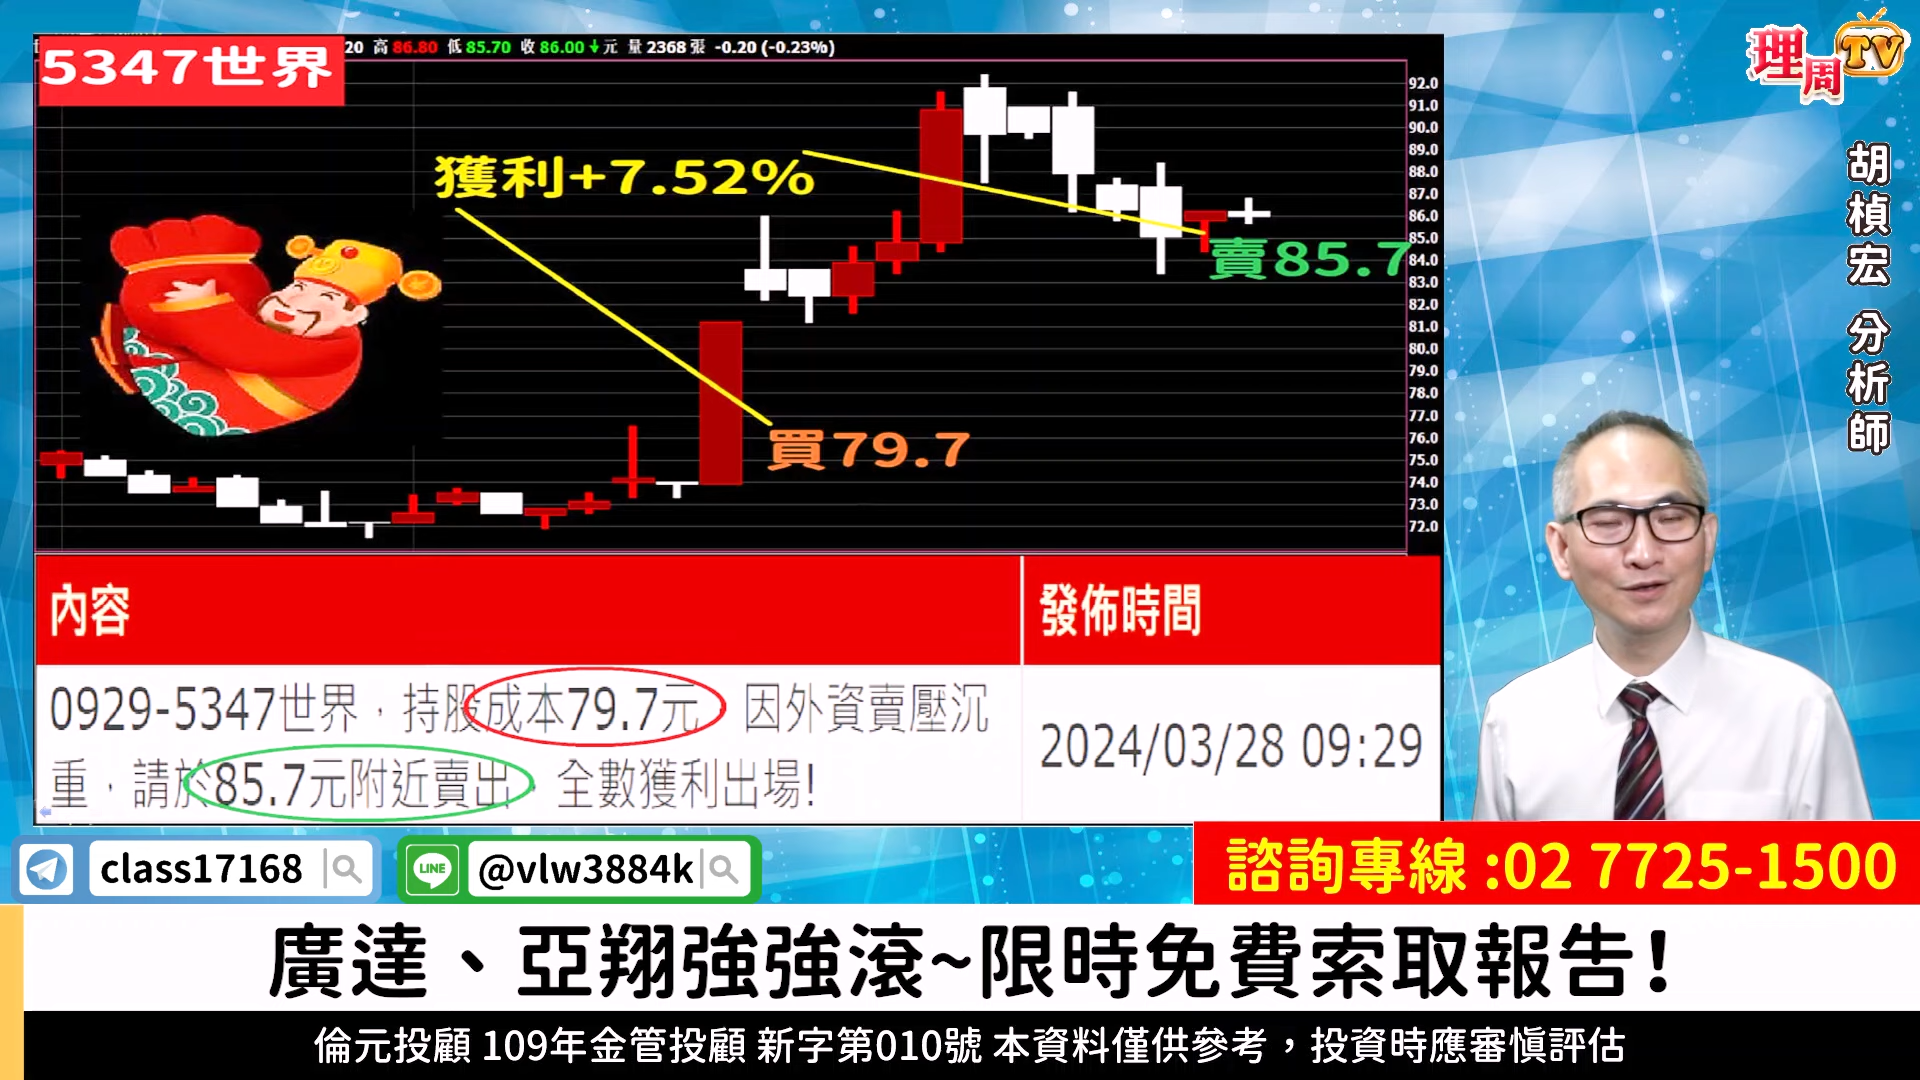 5347世界
20 高 86.80 低 85.70 收 86.00↓元 量 2368 張 -0.20 (-0.23%)
理周TV
胡楨宏 分析師
獲利+7.52%
賣85.7
買79.7
92.0
91.0
90.0
89.0
88.0
87.0
86.0
85.0
84.0
83.0
82.0
81.0
80.0
79.0
78.0
77.0
76.0
75.0
74.0
73.0
72.0
內容
發佈時間
0929-5347世界，持股成本79.7元，因外資賣壓沉
重，請於85.7元附近賣出，全數獲利出場!
2024/03/28 09:29
class17168
LINE
@vlw3884k
諮詢專線 :02 7725-1500
廣達、亞翔強強滾~限時免費索取報告!
倫元投顧 109年金管投顧 新字第010號 本資料僅供參考，投資時應審慎評估